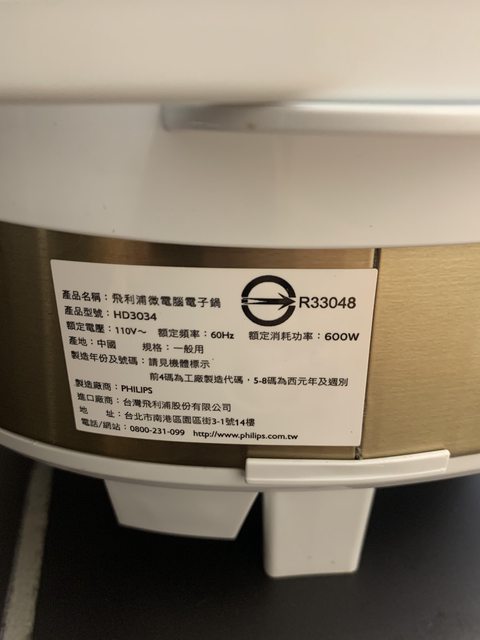 產品名稱：飛利浦微電腦電子鍋
R33048
產品型號：HD3034
額定電壓：110V～ 額定頻率：60Hz 額定消耗功率：600W
產地：中國 規格：一般用
製造年份及號碼：請見機體標示
前4碼為工廠製造代碼，5-8碼為西元年及週別
製造廠商：PHILIPS
進口廠商：台灣飛利浦股份有限公司
地 址：台北市南港區園區街3-1號14樓
電話/網站：0800-231-099 http://www.philips.com.tw